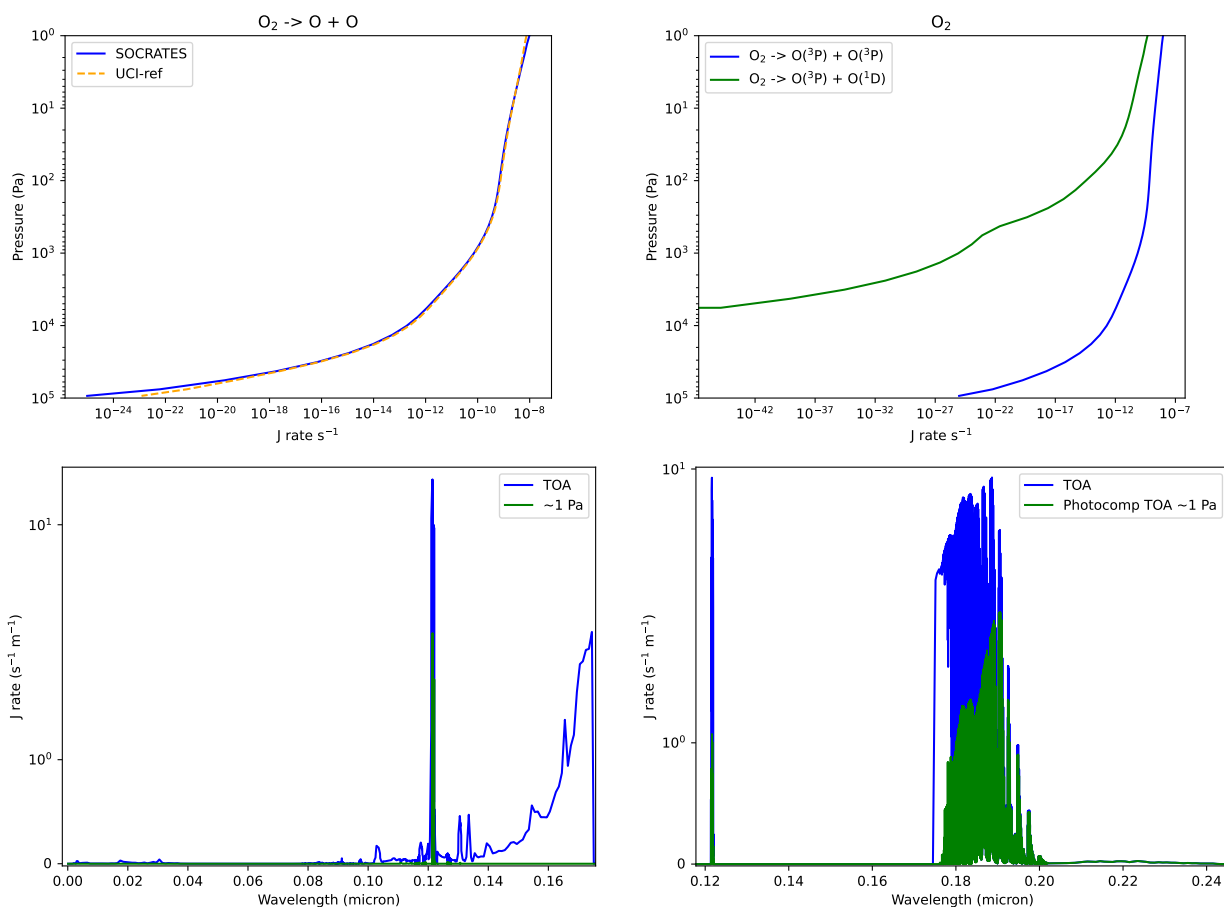 O₂ -> O + O
10⁰
10¹
10²
10³
10⁴
10⁵
Pressure (Pa)
SOCRATES
UCI-ref
10⁻²⁴ 10⁻²² 10⁻²⁰ 10⁻¹⁸ 10⁻¹⁶ 10⁻¹⁴ 10⁻¹² 10⁻¹⁰ 10⁻⁸
J rate s⁻¹
O₂
10⁰
10¹
10²
10³
10⁴
10⁵
Pressure (Pa)
O₂ -> O(³P) + O(³P)
O₂ -> O(³P) + O(¹D)
10⁻⁴² 10⁻³⁷ 10⁻³² 10⁻²⁷ 10⁻²² 10⁻¹⁷ 10⁻¹² 10⁻⁷
J rate s⁻¹
10¹
10⁰
0
J rate (s⁻¹ m⁻¹)
TOA
~1 Pa
0.00 0.02 0.04 0.06 0.08 0.10 0.12 0.14 0.16
Wavelength (micron)
10¹
10⁰
0
J rate (s⁻¹ m⁻¹)
TOA
Photocomp TOA ~1 Pa
0.12 0.14 0.16 0.18 0.20 0.22 0.24
Wavelength (micron)